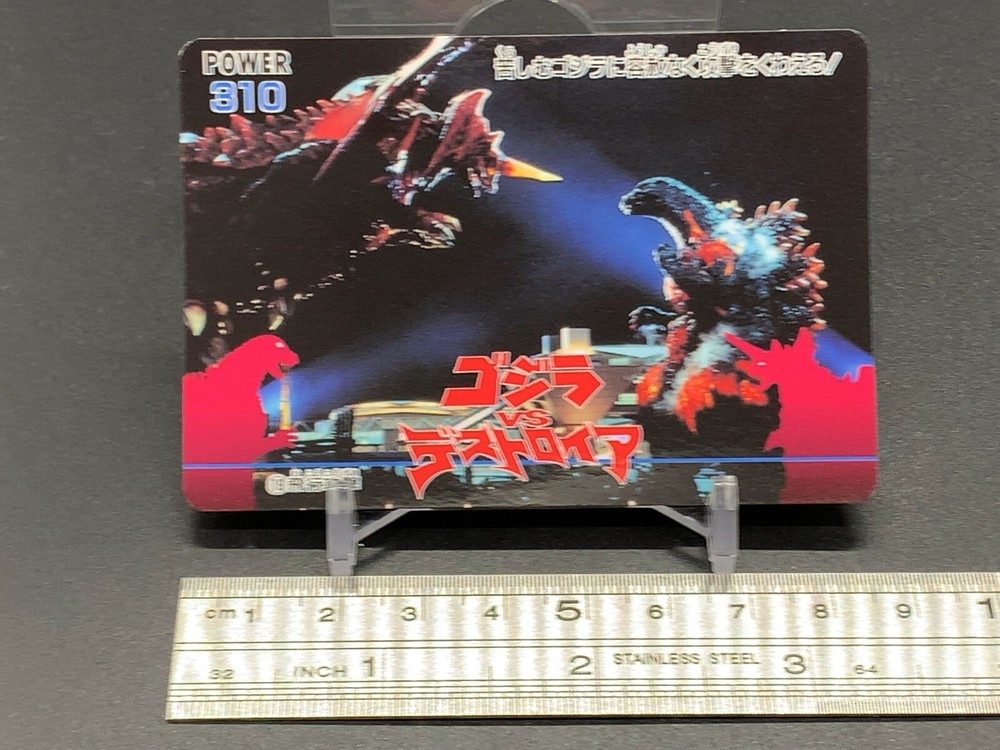 POWER
310
苦しむゴジラに容赦なく攻撃をくわえる!
ゴジラ
VS
デストロイア
cm 1 2 3 4 5 6 7 8 9 1
32 INCH 1 2 STAINLESS STEEL 3 64